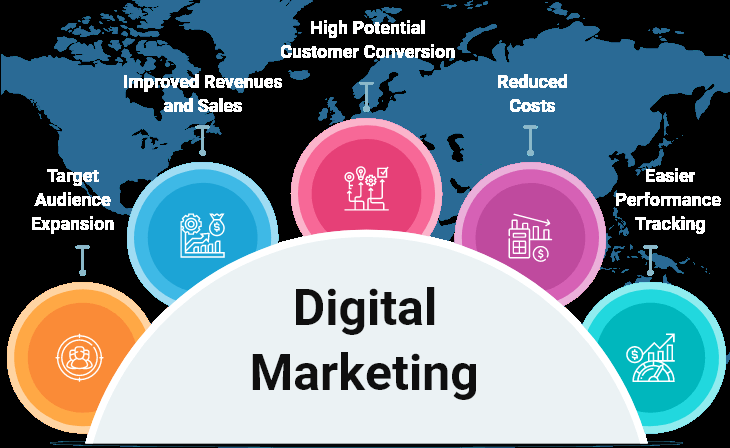 High Potential
Customer Conversion
Improved Revenues
and Sales
Reduced
Costs
Target
Audience
Expansion
Easier
Performance
Tracking
Digital
Marketing